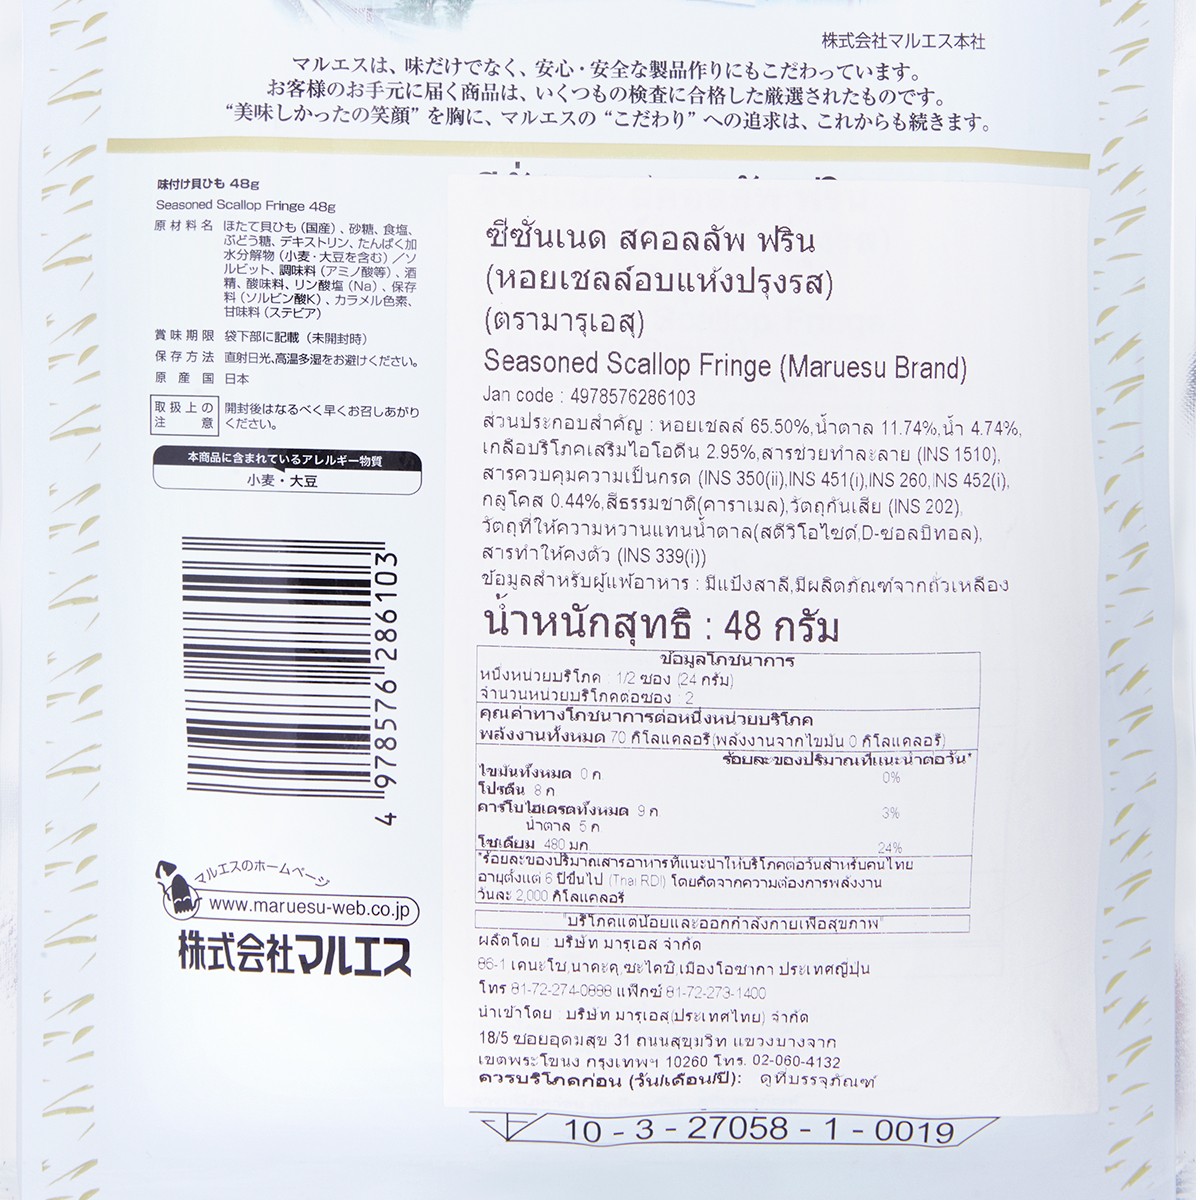 株式会社マルエス本社
マルエスは、味だけでなく、安心・安全な製品作りにもこだわっています。
お客様のお手元に届く商品は、いくつもの検査に合格した厳選されたものです。
“美味しかったの笑顔” を胸に、マルエスの “こだわり” への追求は、これからも続きます。
味付け貝ひも 48g
Seasoned Scallop Fringe 48g
原材料名 ほたて貝ひも（国産）、砂糖、食塩、
ぶどう糖、デキストリン、たんぱく加
水分解物（小麦・大豆を含む）／ソ
ルビット、調味料（アミノ酸等）、酒
精、酸味料、リン酸塩（Na）、保存
料（ソルビン酸K）、カラメル色素、
甘味料（ステビア）
賞味期限 袋下部に記載（未開封時）
保存方法 直射日光、高温多湿をお避けください。
原産国 日本
取扱上の注意 開封後はなるべく早くお召しあがり
ください。
本商品に含まれているアレルギー物質
小麦・大豆
4 978576 286103
マルエスのホームページ
www.maruesu-web.co.jp
株式会社マルエス
ซีซั่นเนด สคอลลัพ ฟริน
(หอยเชลล์อบแห้งปรุงรส)
(ตรามารุเอสุ)
Seasoned Scallop Fringe (Maruesu Brand)
Jan code : 4978576286103
ส่วนประกอบสำคัญ : หอยเชลล์ 65.50%,น้ำตาล 11.74%,น้ำ 4.74%,
เกลือบริโภคเสริมไอโอดีน 2.95%,สารช่วยทำละลาย (INS 1510),
สารควบคุมความเป็นกรด (INS 350(ii),INS 451(i),INS 260,INS 452(i),
กลูโคส 0.44%,สีธรรมชาติ(คาราเมล),วัตถุกันเสีย (INS 202),
วัตถุที่ให้ความหวานแทนน้ำตาล(สตีวิโอไซด์,D-ซอลบิทอล),
สารทำให้คงตัว (INS 339(i))
ข้อมูลสำหรับผู้แพ้อาหาร : มีแป้งสาลี,มีผลิตภัณฑ์จากถั่วเหลือง
น้ำหนักสุทธิ : 48 กรัม
ข้อมูลโภชนาการ
หนึ่งหน่วยบริโภค : 1/2 ซอง (24 กรัม)
จำนวนหน่วยบริโภคต่อซอง : 2
คุณค่าทางโภชนาการต่อหนึ่งหน่วยบริโภค
พลังงานทั้งหมด 70 กิโลแคลอรี (พลังงานจากไขมัน 0 กิโลแคลอรี)
ร้อยละของปริมาณที่แนะนำต่อวัน*
ไขมันทั้งหมด 0 ก. 0%
โปรตีน 8 ก
คาร์โบไฮเดรตทั้งหมด 9 ก 3%
น้ำตาล 5 ก
โซเดียม 480 มก. 24%
*ร้อยละของปริมาณสารอาหารที่แนะนำให้บริโภคต่อวันสำหรับคนไทย
อายุตั้งแต่ 6 ปีขึ้นไป (Thai RDI) โดยคิดจากความต้องการพลังงาน
วันละ 2,000 กิโลแคลอรี
"บริโภคแต่น้อยและออกกำลังกายเพื่อสุขภาพ"
ผลิตโดย : บริษัท มารุเอส จำกัด
86-1 เคนะโช,นาคะคุ,ซะไคชิ,เมืองโอซากา ประเทศญี่ปุ่น
โทร 81-72-274-0888 แฟ็กซ์ 81-72-273-1400
นำเข้าโดย : บริษัท มารุเอสุ(ประเทศไทย) จำกัด
18/5 ซอยอุดมสุข 31 ถนนสุขุมวิท แขวงบางจาก
เขตพระโขนง กรุงเทพฯ 10260 โทร. 02-060-4132
ควรบริโภคก่อน (วัน/เดือน/ปี): ดูที่บรรจุภัณฑ์
10 - 3 - 27058 - 1 - 0019